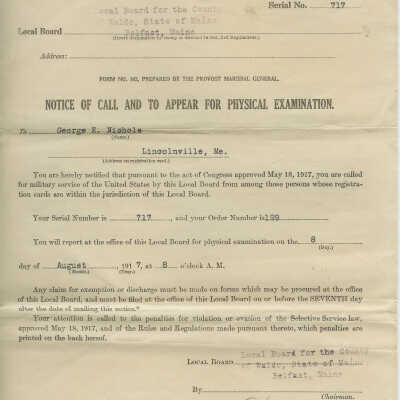 Local Board for the County
Serial No. 717
of Waldo, State of Maine
Local Board Belfast, Maine
Address:
FORM NO. 103, PREPARED BY THE PROVOST MARSHAL GENERAL.
NOTICE OF CALL AND TO APPEAR FOR PHYSICAL EXAMINATION.
To George E. Nichols
(Name)
Lincolnville, Me.
(Address on registration card.)
You are hereby notified that pursuant to the act of Congress approved May 18, 1917, you are called
for military service of the United States by this Local Board from among those persons whose registra-
tion cards are within the jurisdiction of this Local Board.
Your Serial Number is 717, and your Order Number is 199
You will report at the office of this Local Board for physical examination on the 8
(Day.)
day of August, 1917, at 8 o'clock A. M.
(Month.) (Year.)
Any claim for exemption or discharge must be made on forms which may be procured at the office
of this Local Board, and must be filed at the office of this Local Board on or before the SEVENTH day
after the date of mailing this notice."
Your attention is called to the penalties for violation or evasion of the Selective Service law,
approved May 18, 1917, and of the Rules and Regulations made pursuant thereto, which penalties are
printed on the back hereof.
Local Board Local Board for the County
of Waldo, State of Maine
Belfast, Maine
By
Chairman.